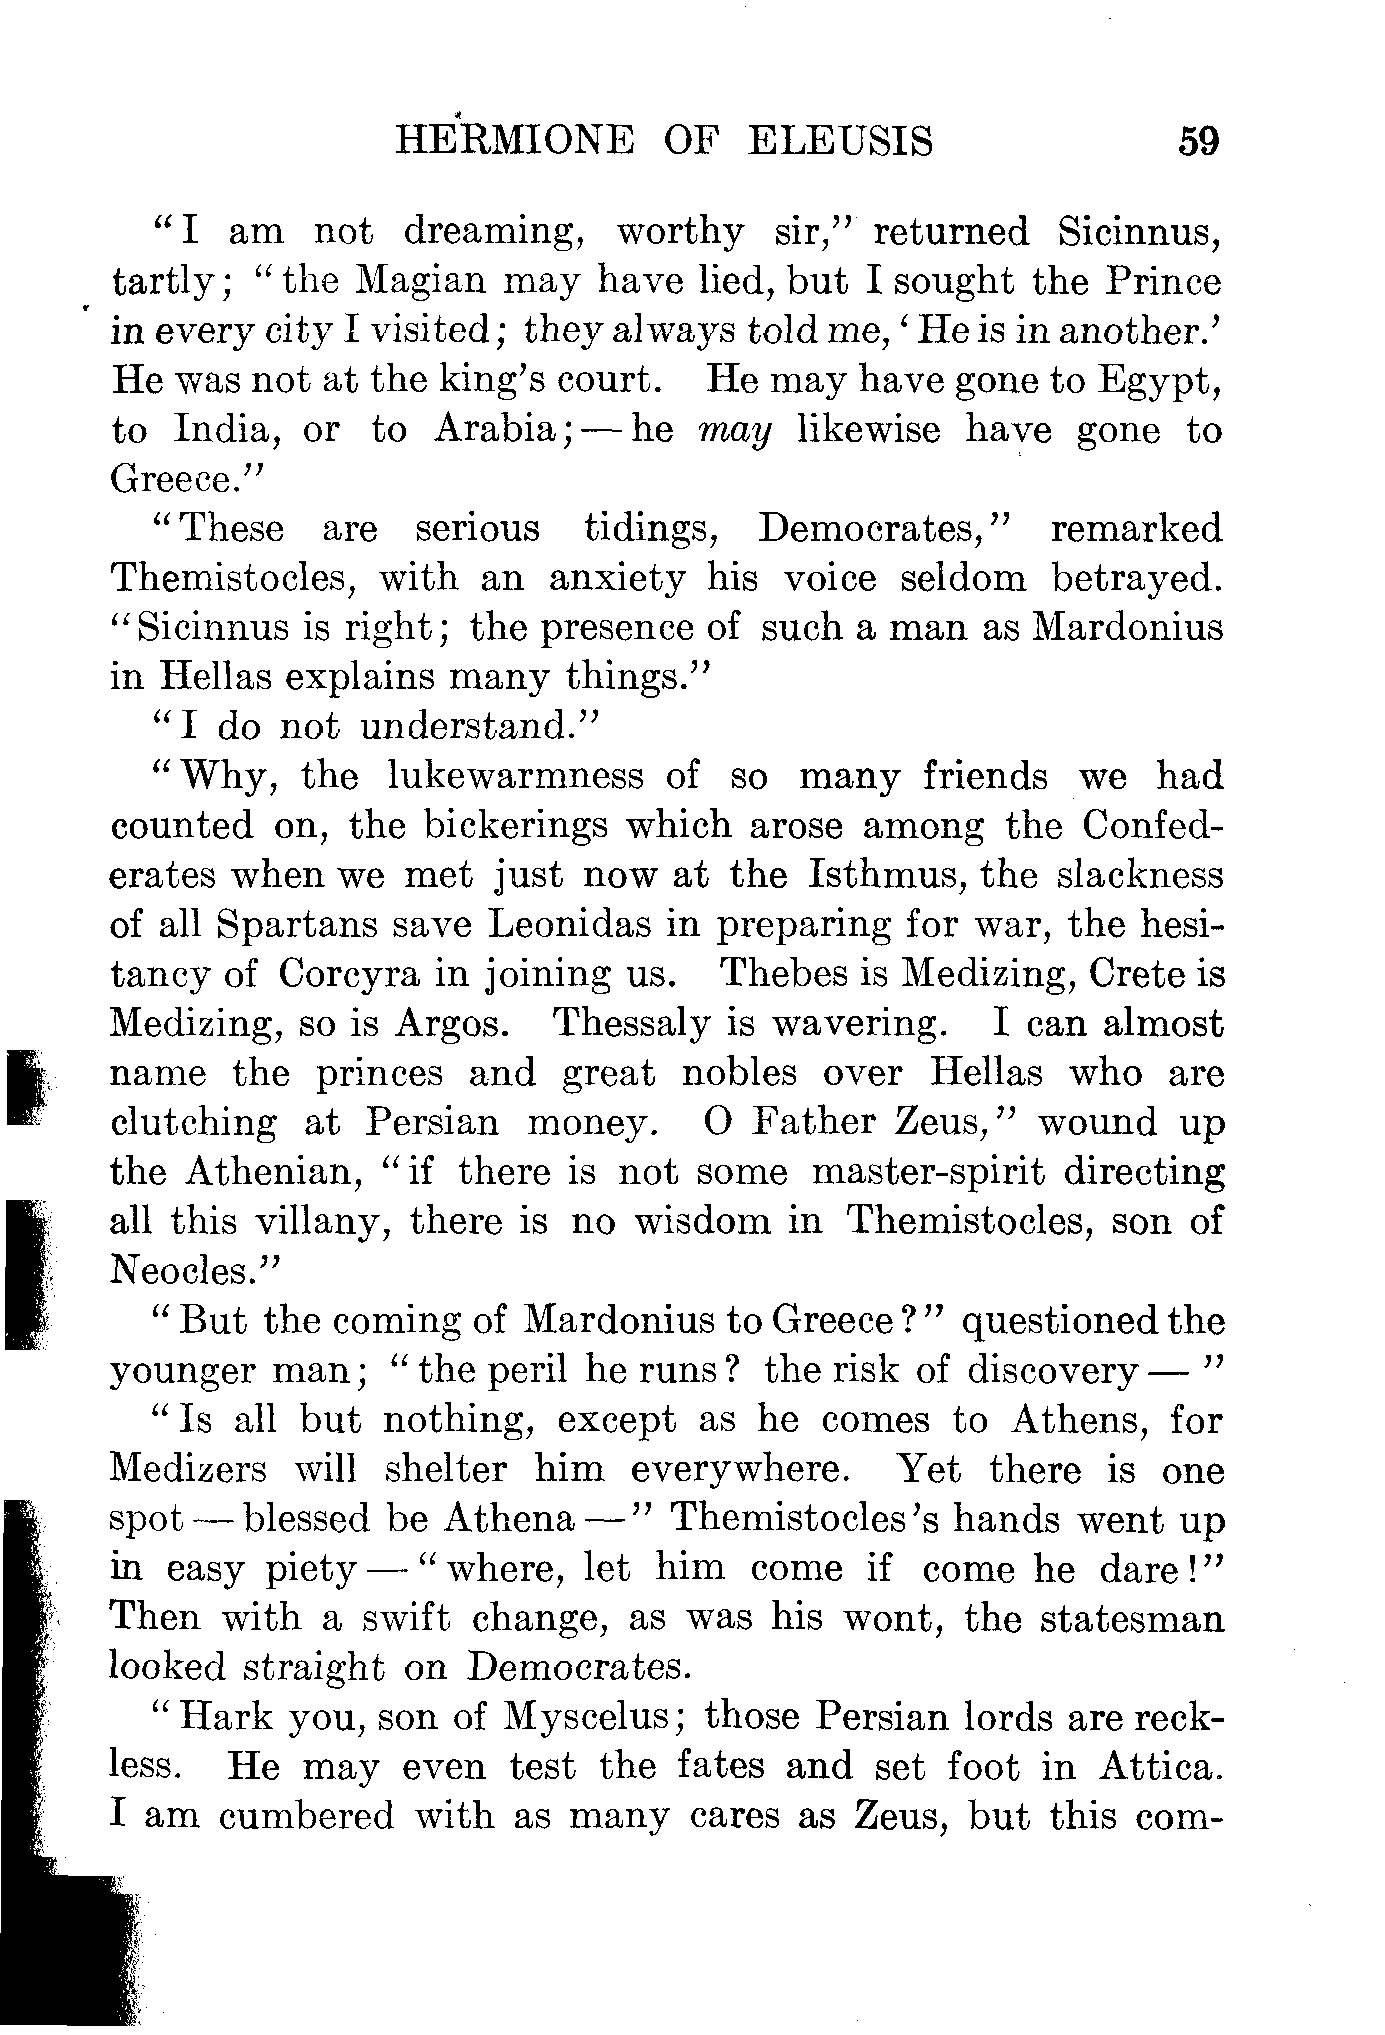 HERMIONE OF ELEUSIS 59
"I am not dreaming, worthy sir," returned Sicinnus,
tartly; "the Magian may have lied, but I sought the Prince
in every city I visited; they always told me, 'He is in another.'
He was not at the king's court. He may have gone to Egypt,
to India, or to Arabia;—he may likewise have gone to
Greece."
"These are serious tidings, Democrates," remarked
Themistocles, with an anxiety his voice seldom betrayed.
"Sicinnus is right; the presence of such a man as Mardonius
in Hellas explains many things."
"I do not understand."
"Why, the lukewarmness of so many friends we had
counted on, the bickerings which arose among the Confed-
erates when we met just now at the Isthmus, the slackness
of all Spartans save Leonidas in preparing for war, the hesi-
tancy of Corcyra in joining us. Thebes is Medizing, Crete is
Medizing, so is Argos. Thessaly is wavering. I can almost
name the princes and great nobles over Hellas who are
clutching at Persian money. O Father Zeus," wound up
the Athenian, "if there is not some master-spirit directing
all this villany, there is no wisdom in Themistocles, son of
Neocles."
"But the coming of Mardonius to Greece?" questioned the
younger man; "the peril he runs? the risk of discovery— "
"Is all but nothing, except as he comes to Athens, for
Medizers will shelter him everywhere. Yet there is one
spot—blessed be Athena—" Themistocles's hands went up
in easy piety—"where, let him come if come he dare!"
Then with a swift change, as was his wont, the statesman
looked straight on Democrates.
"Hark you, son of Myscelus; those Persian lords are reck-
less. He may even test the fates and set foot in Attica.
I am cumbered with as many cares as Zeus, but this com-